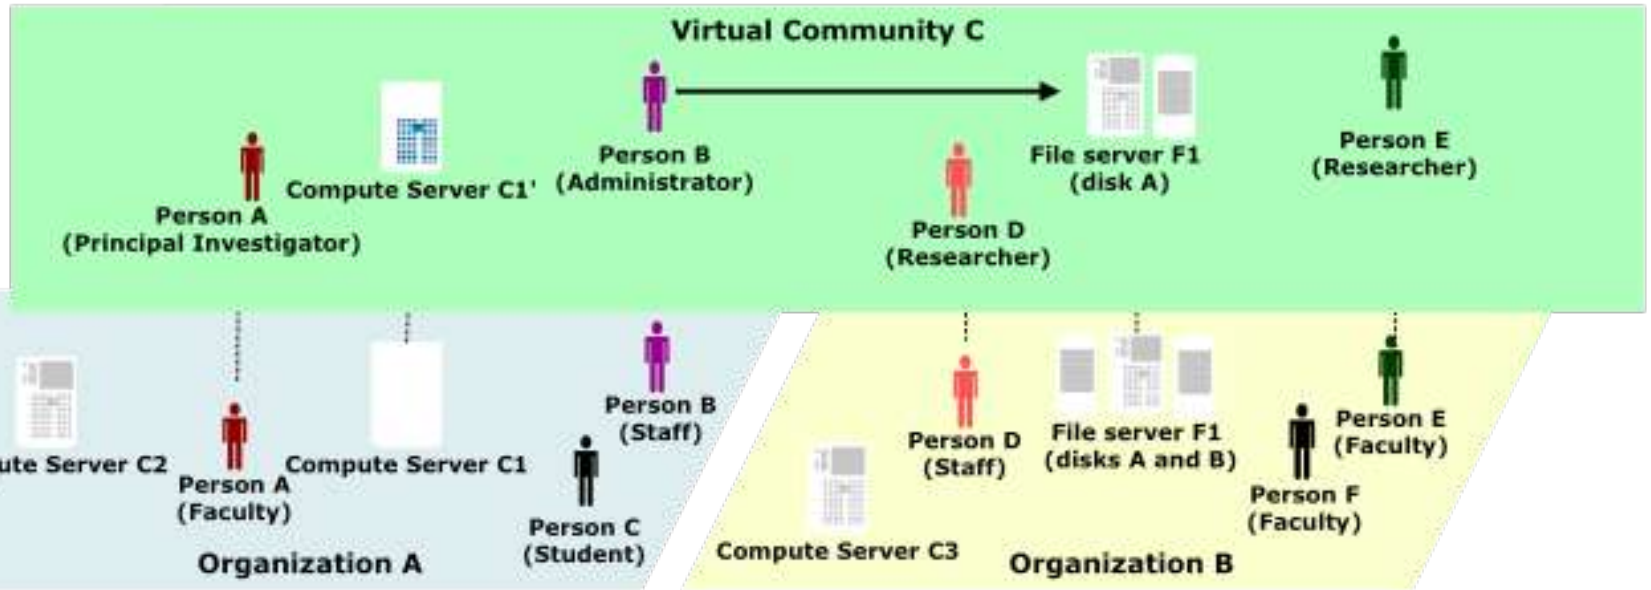 Virtual Community C
Person A
(Principal Investigator)
Compute Server C1'
Person B
(Administrator)
Person D
(Researcher)
File server F1
(disk A)
Person E
(Researcher)
ute Server C2
Person A
(Faculty)
Compute Server C1
Person B
(Staff)
Person C
(Student)
Organization A
Compute Server C3
Person D
(Staff)
File server F1
(disks A and B)
Person F
(Faculty)
Person E
(Faculty)
Organization B